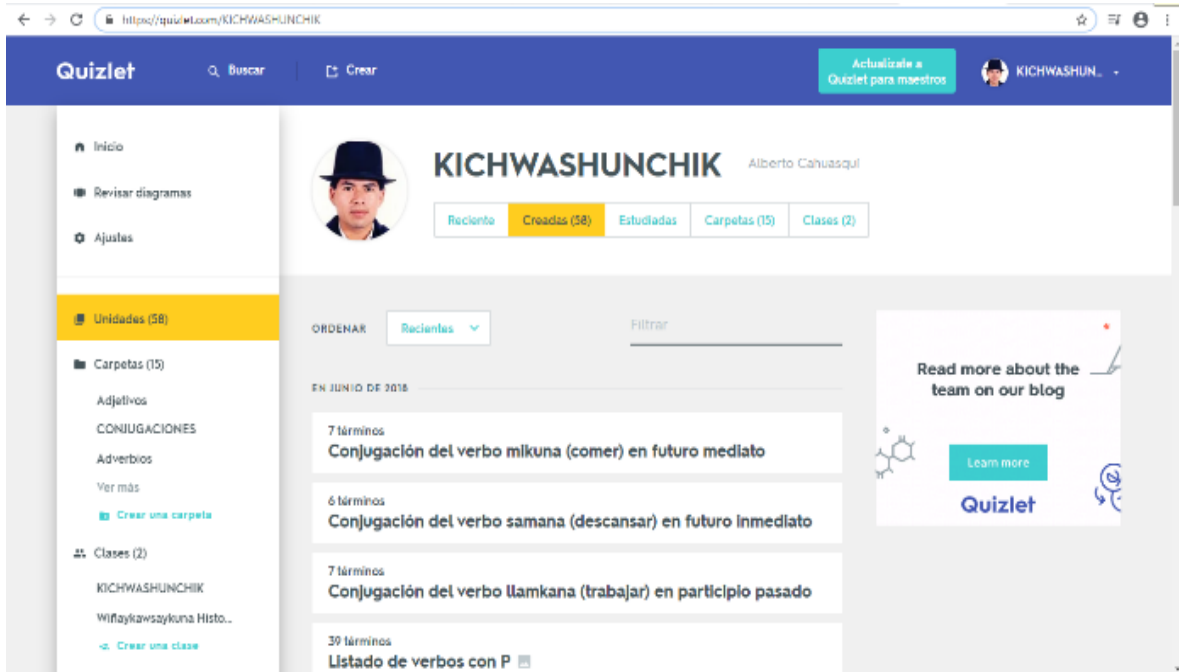 https://quizlet.com/KICHWASHUNCHIK
Quizlet
Buscar
Crear
Actualízate a
Quizlet para maestros
KICHWASHUN...
Inicio
Revisar diagramas
Ajustes
Unidades (58)
Carpetas (15)
Adjetivos
CONJUGACIONES
Adverbios
Ver más
Crear una carpeta
Clases (2)
KICHWASHUNCHIK
Wiñaykawsaykuna Histo...
Crear una clase
KICHWASHUNCHIK Alberto Cahuasquí
Reciente Creadas (58) Estudiadas Carpetas (15) Clases (2)
ORDENAR Recientes Filtrar
EN JUNIO DE 2018
7 términos
Conjugación del verbo mikuna (comer) en futuro mediato
6 términos
Conjugación del verbo samana (descansar) en futuro inmediato
7 términos
Conjugación del verbo llamkana (trabajar) en participio pasado
39 términos
Listado de verbos con P
Read more about the
team on our blog
Learn more
Quizlet